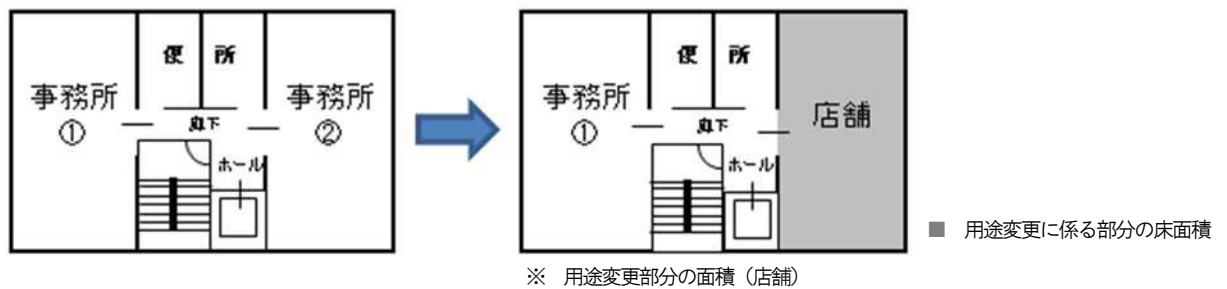 便 所
事務所
①
廊下
事務所
②
ホール
便 所
事務所
①
廊下
店舗
ホール
■ 用途変更に係る部分の床面積
※ 用途変更部分の面積（店舗）